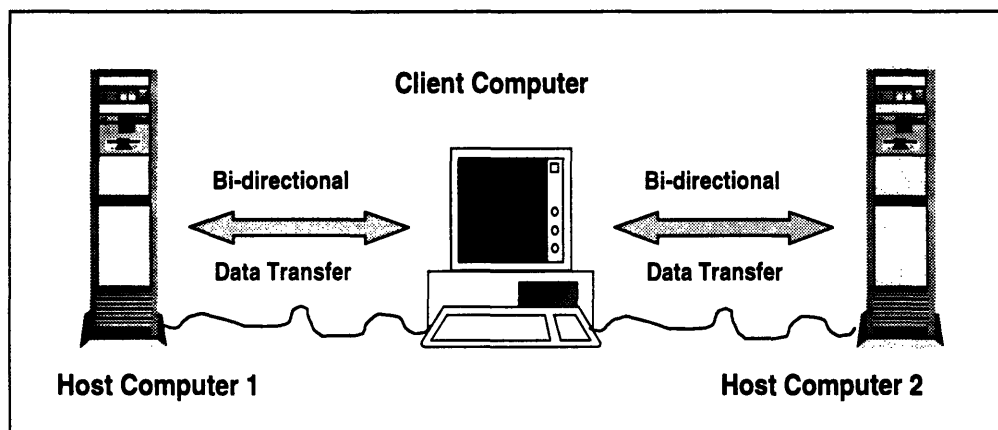 Client Computer
Bi-directional
Data Transfer
Bi-directional
Data Transfer
Host Computer 1
Host Computer 2